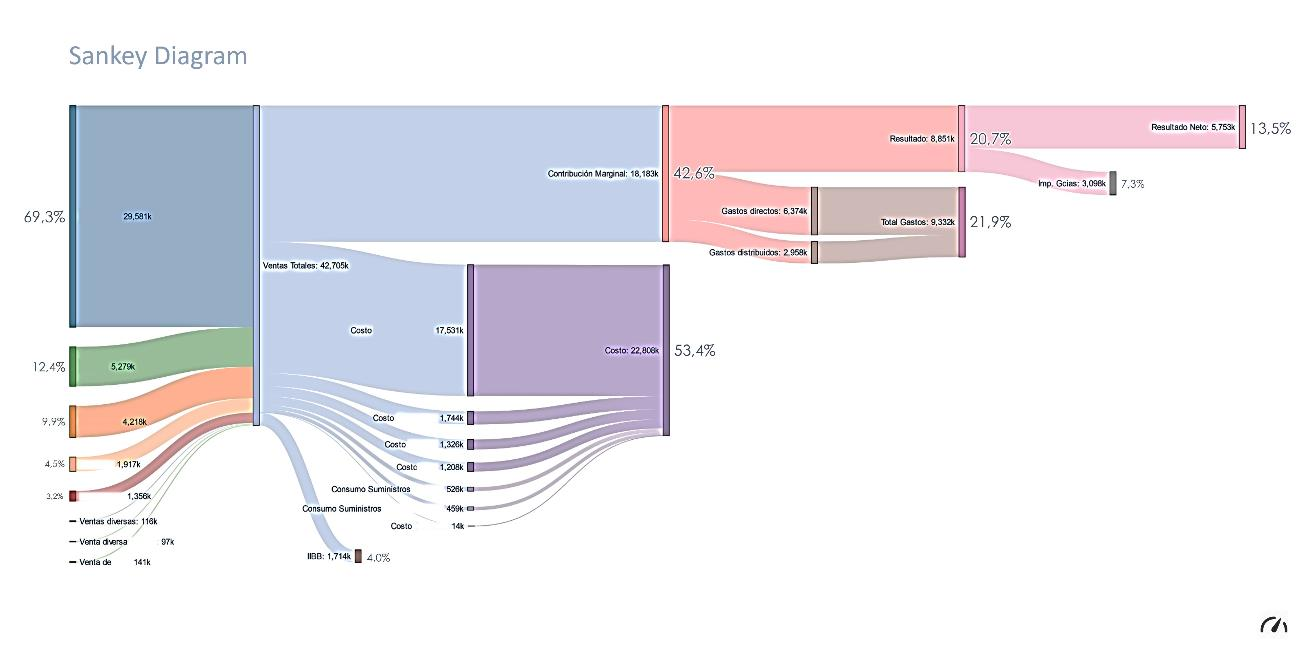 Sankey Diagram
Resultado Neto: 5,753k
13,5%
Resultado: 8,851k
20,7%
Contribución Marginal: 18,183k
42,6%
Imp. Gcias: 3,098k
7,3%
69,3%
29,581k
Gastos directos: 6,374k
Total Gastos: 9,332k
21,9%
Gastos distribuidos: 2,958k
Ventas Totales: 42,705k
Costo
17,531k
Costo: 22,808k
53,4%
12.4%
5,279k
9.9%
4,218k
Costo
1,744k
Costo
1,326k
4,5%
1,917k
Costo
1,208k
3,2%
1,356k
Consumo Suministros
526k
Consumo Suministros
459k
Ventas diversas: 116k
Costo
14k
Venta diversa
97k
Venta de
141k
IIBB: 1,714k
4.0%